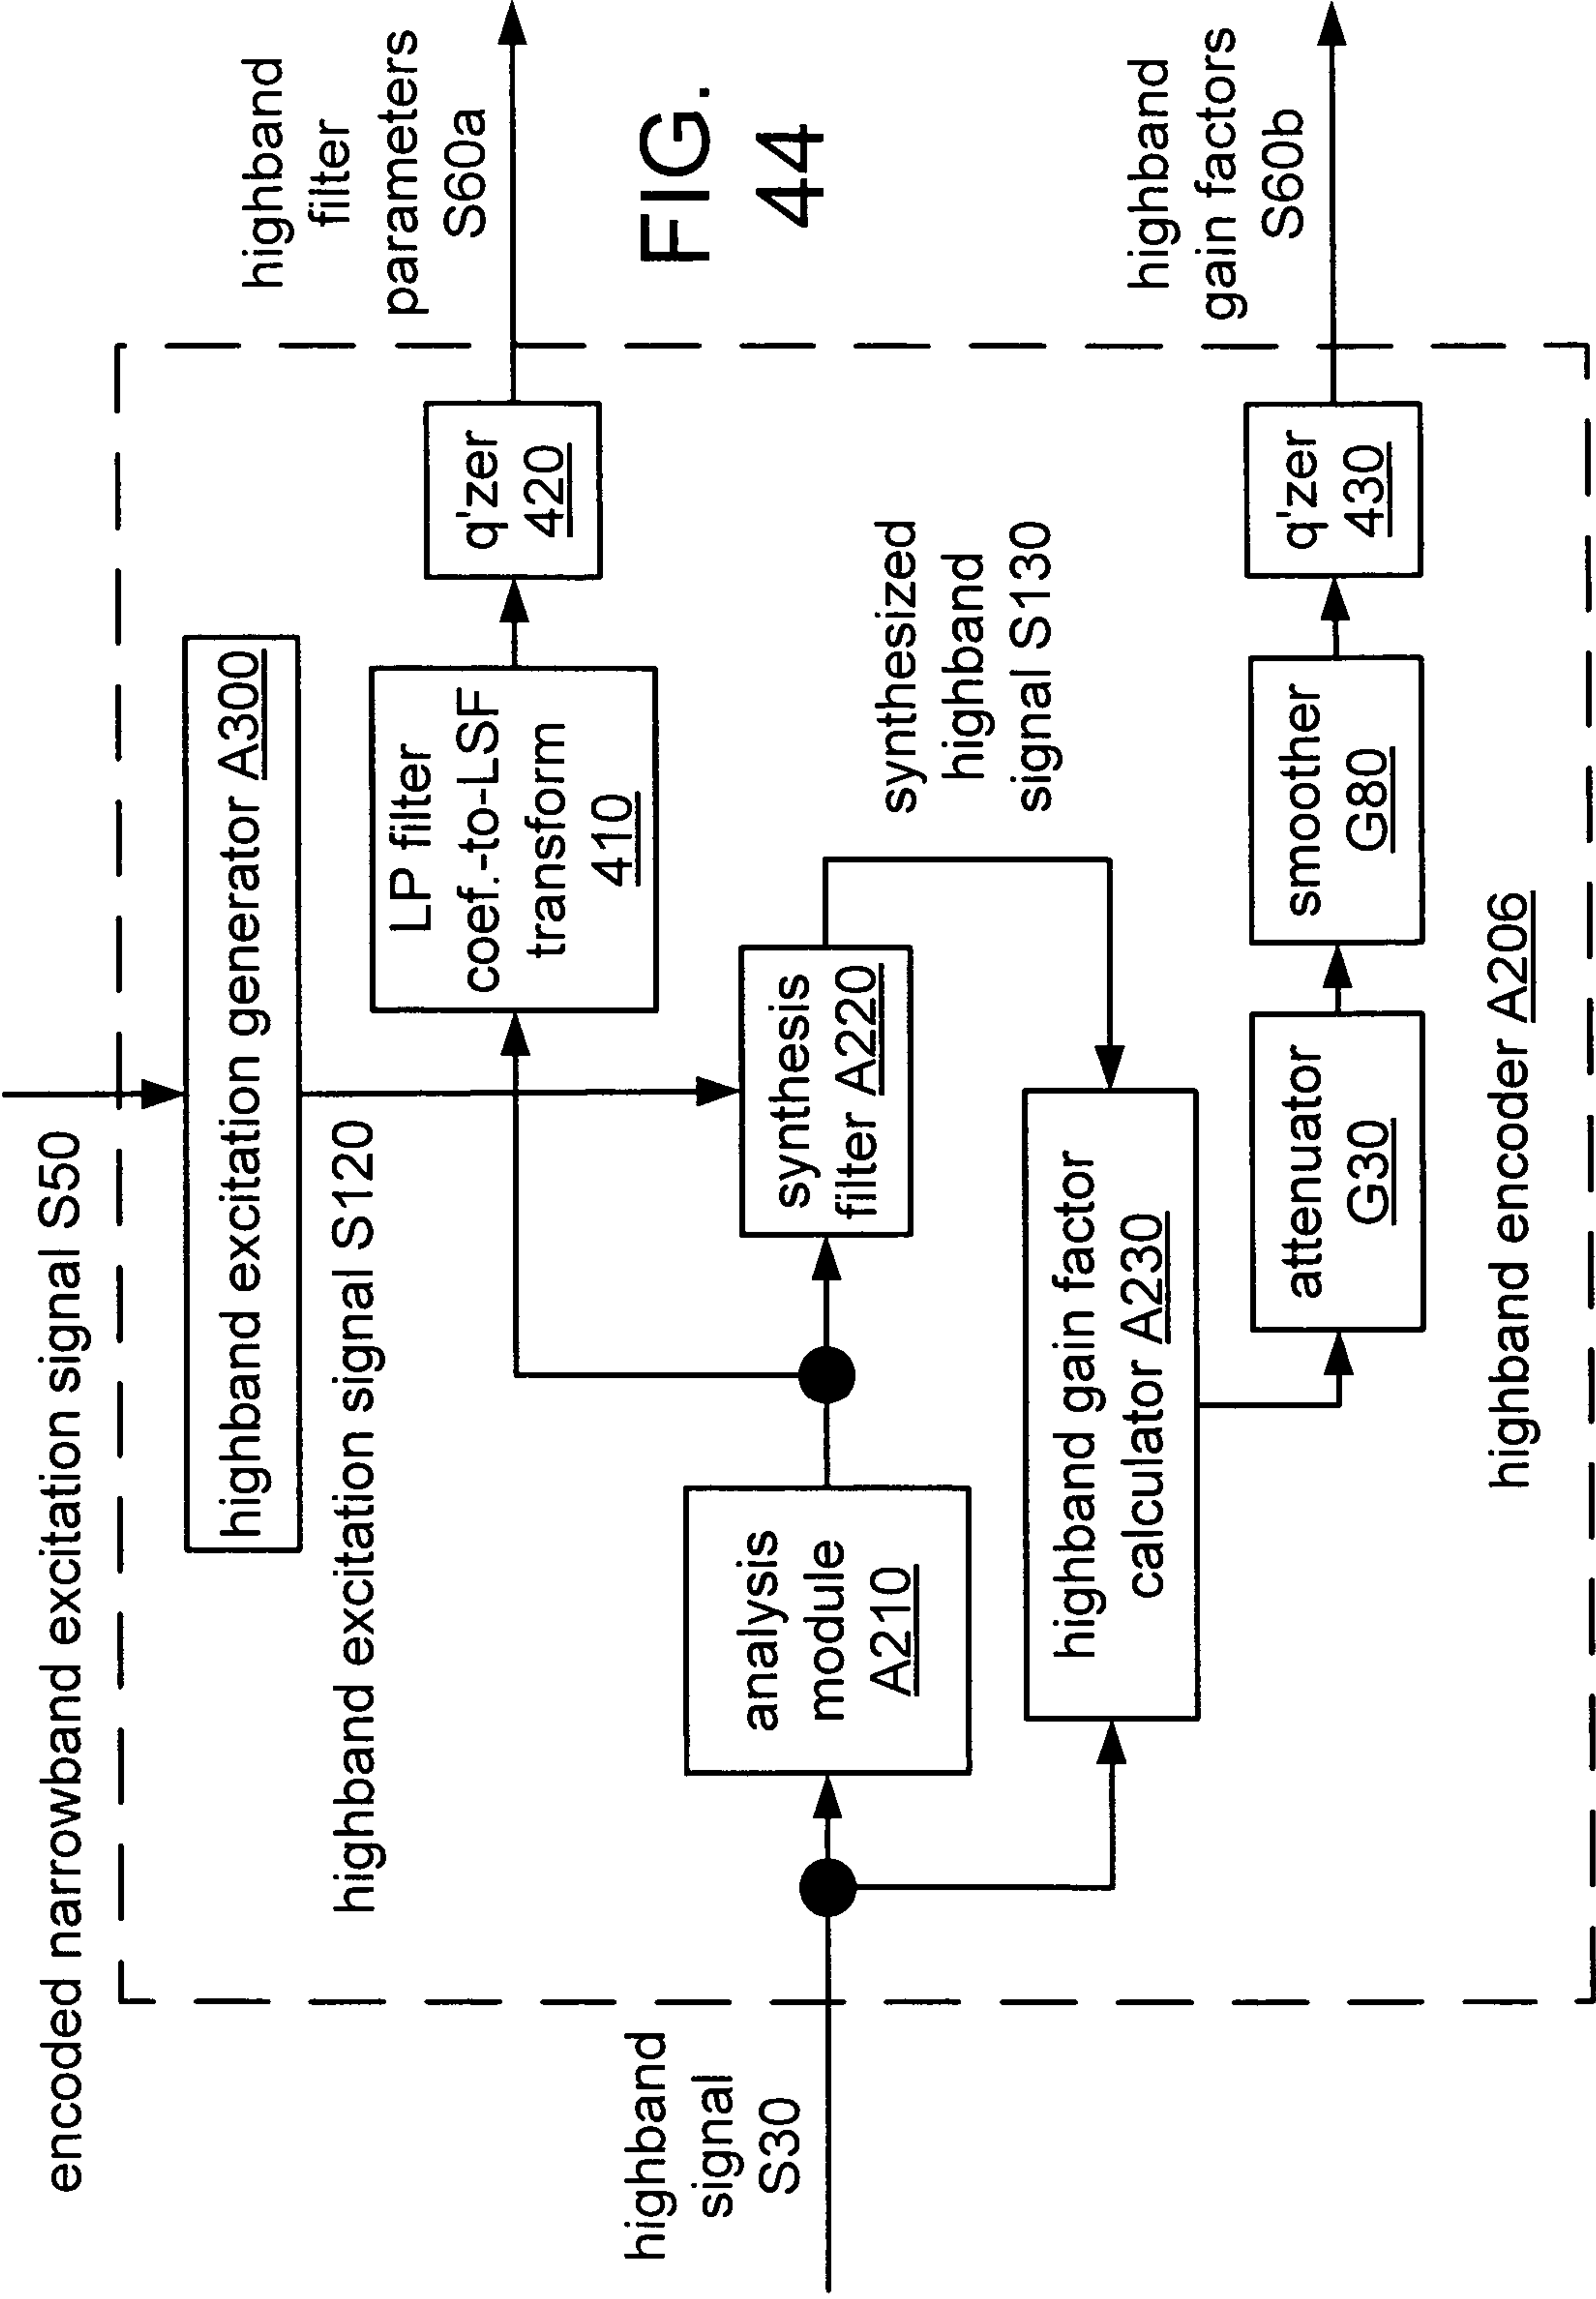 encoded narrowband excitation signal S50
highband excitation generator A300
highband excitation signal S120
highband
filter
parameters
S60a
LP filter
coef.-to-LSF
transform
410
q'zer
420
FIG.
44
highband
signal
S30
analysis
module
A210
synthesis
filter A220
synthesized
highband
signal S130
highband gain factor
calculator A230
attenuator
G30
smoother
G80
q'zer
430
highband
gain factors
S60b
highband encoder A206